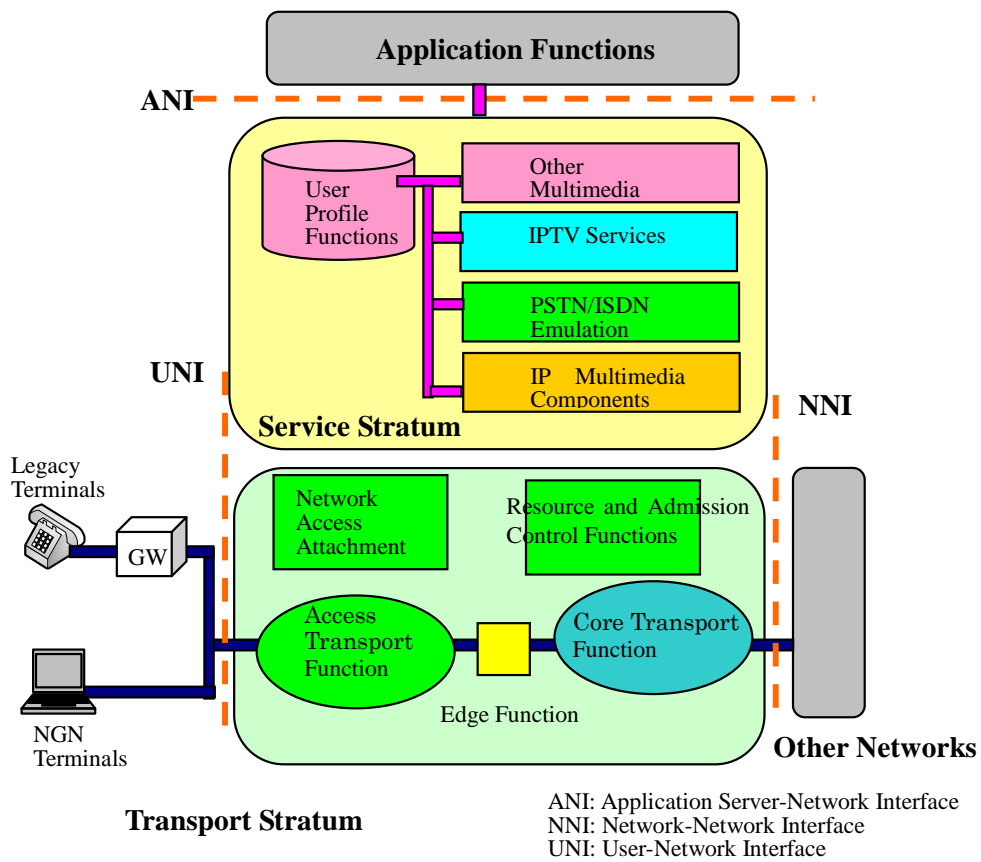 Application Functions
ANI
User
Profile
Functions
Other
Multimedia
IPTV Services
PSTN/ISDN
Emulation
IP Multimedia
Components
UNI
NNI
Service Stratum
Legacy
Terminals
GW
NGN
Terminals
Network
Access
Attachment
Resource and Admission
Control Functions
Access
Transport
Function
Core Transport
Function
Edge Function
Other Networks
Transport Stratum
ANI: Application Server-Network Interface
NNI: Network-Network Interface
UNI: User-Network Interface